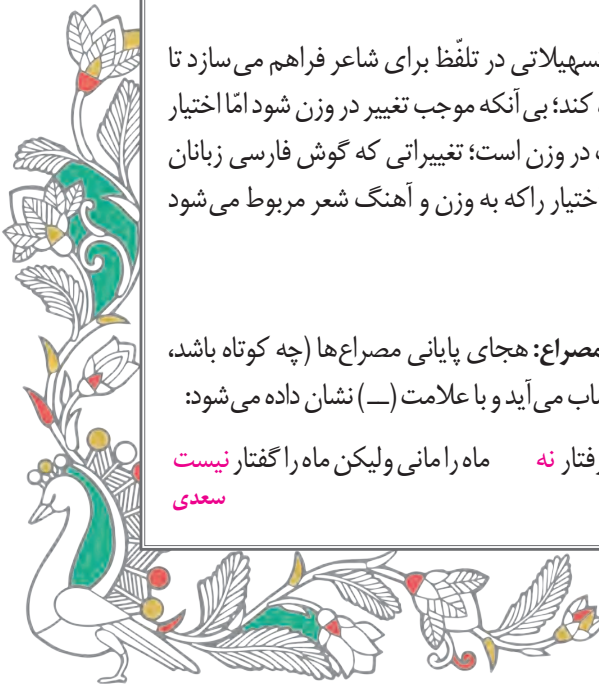 سهیلاتی در تلفّظ برای شاعر فراهم می‌سازد تا
کند؛ بی‌آنکه موجب تغییر در وزن شود امّا اختیار
در وزن است؛ تغییراتی که گوش فارسی زبانان
ختیار راکه به وزن و آهنگ شعر مربوط می‌شود
مصراع: هجای پایانی مصراع‌ها (چه کوتاه باشد،
اب می‌آید و با علامت (ــ) نشان داده می‌شود:
فتار نه ماه را مانی ولیکن ماه را گفتار نیست
سعدی